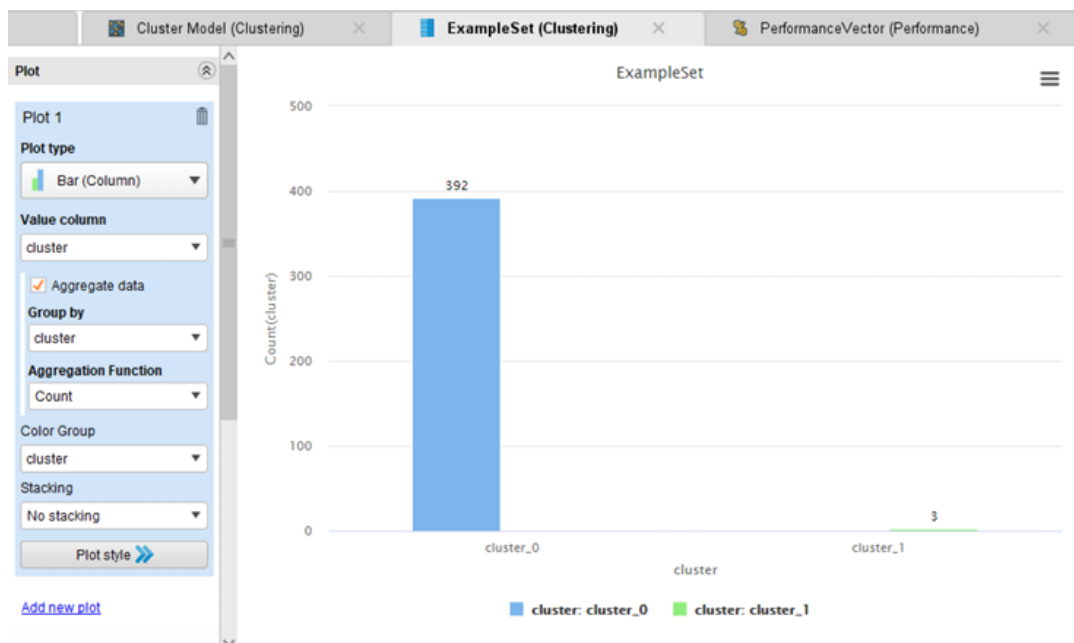 Cluster Model (Clustering)
ExampleSet (Clustering)
PerformanceVector (Performance)
Plot
Plot 1
Plot type
Bar (Column)
Value column
cluster
Aggregate data
Group by
cluster
Aggregation Function
Count
Color Group
cluster
Stacking
No stacking
Plot style
Add new plot
ExampleSet
500
400
300
200
100
0
Count(cluster)
392
3
cluster_0
cluster_1
cluster
cluster: cluster_0
cluster: cluster_1